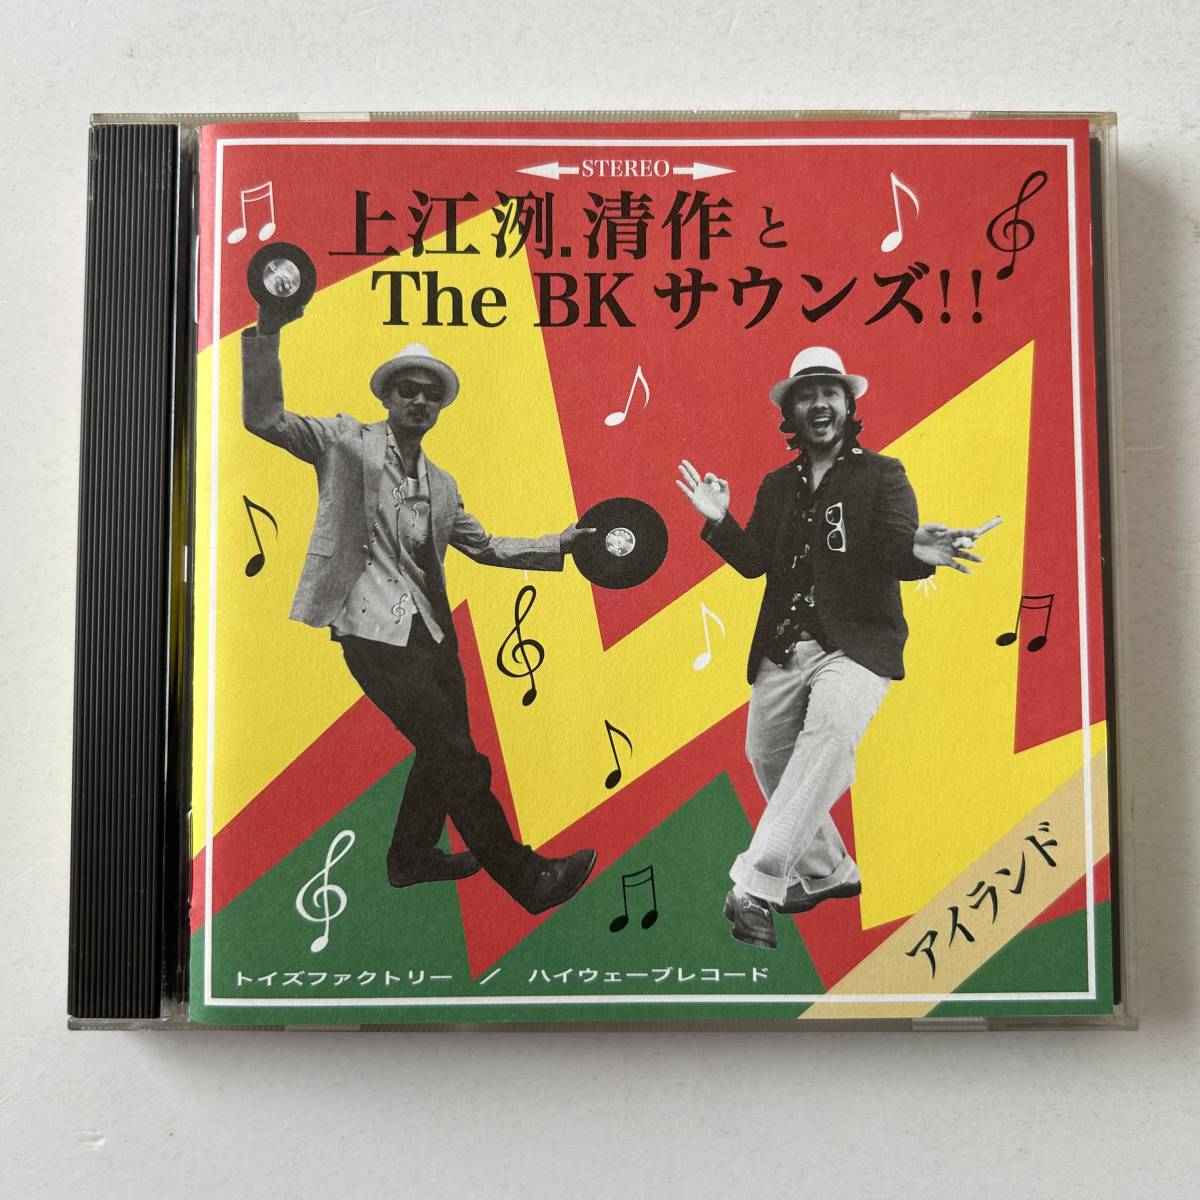 STEREO
上江洌.清作と
The BK サウンズ!!
アイランド
トイズファクトリー / ハイウェーブレコード